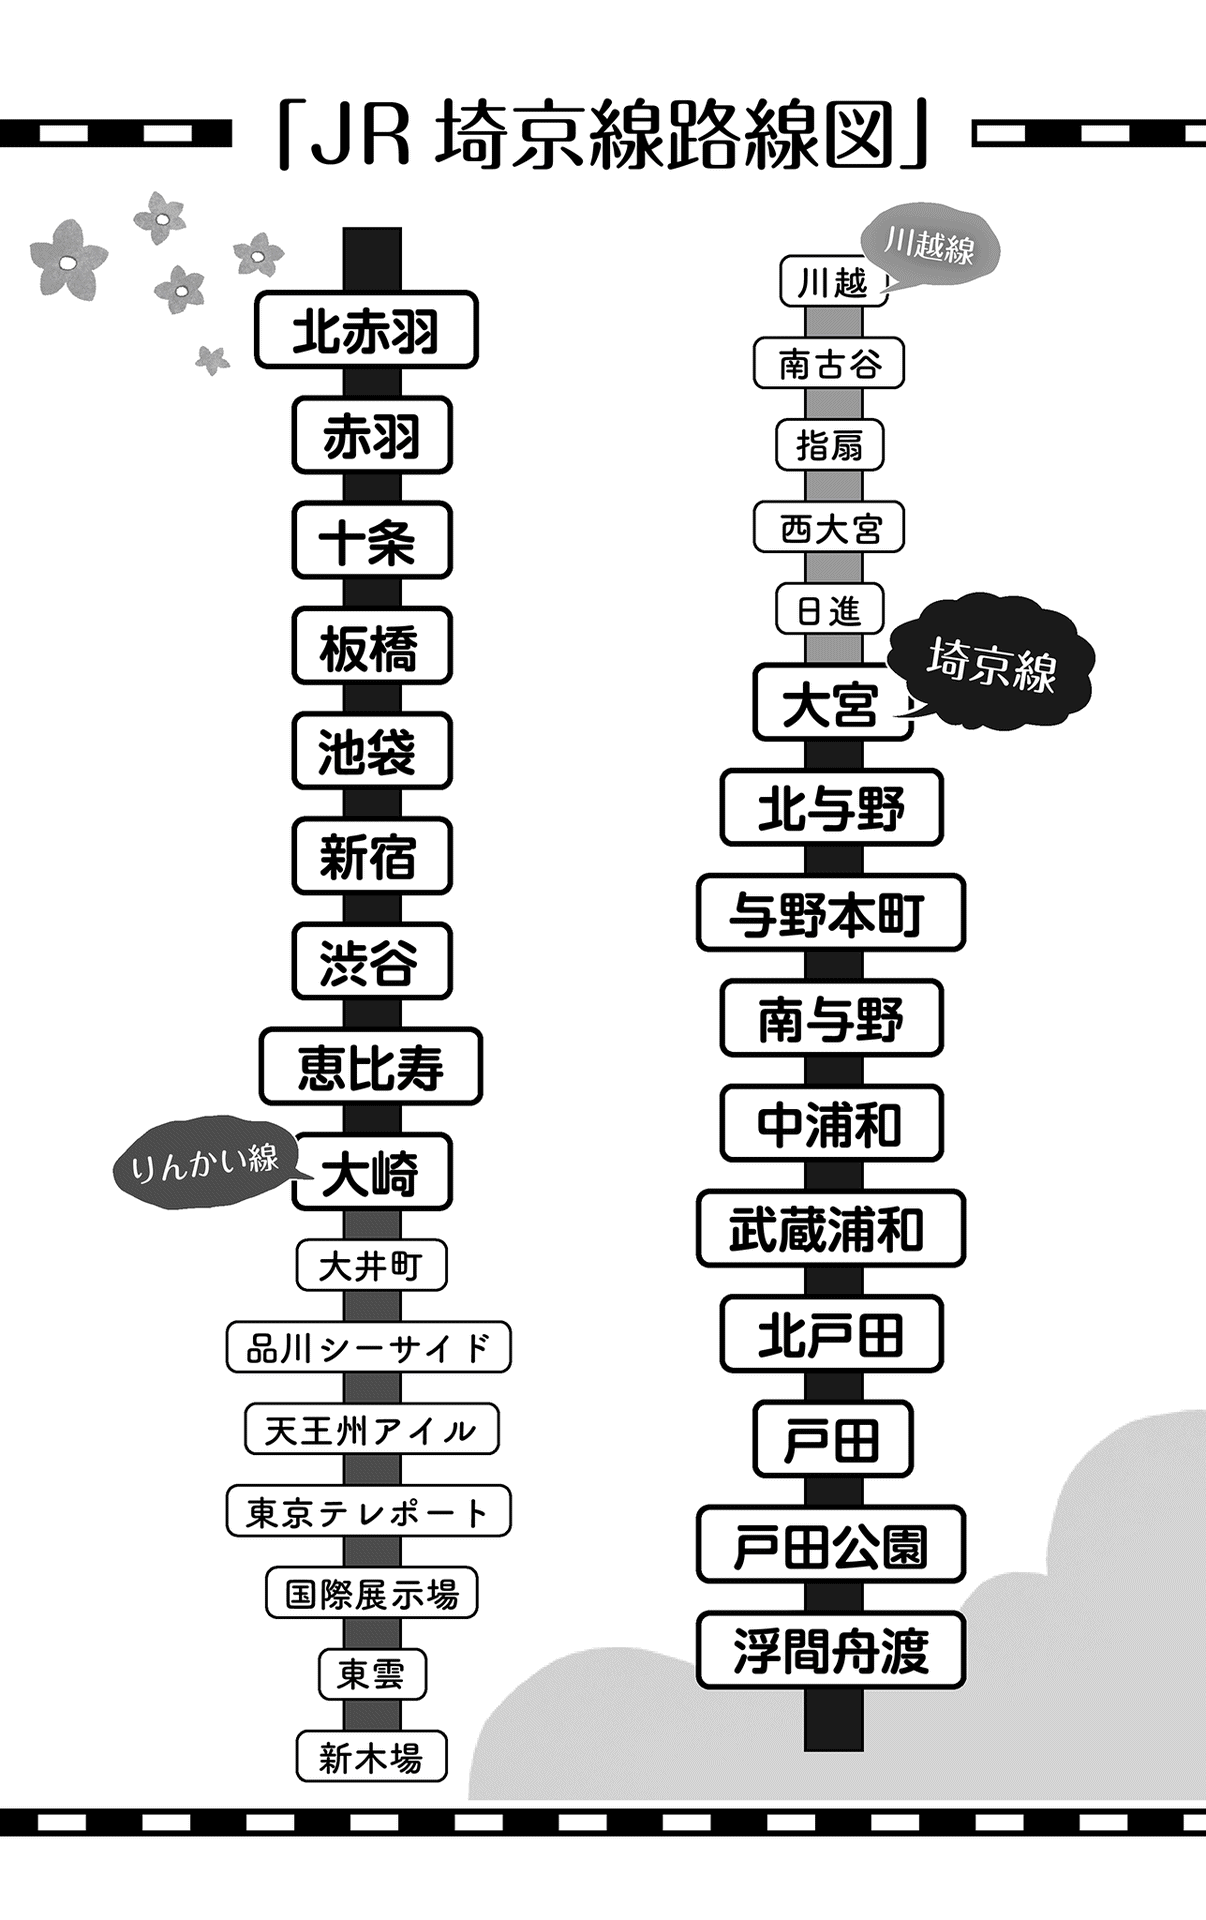 「JR 埼京線路線図」
川越線
川越
南古谷
指扇
西大宮
日進
埼京線
大宮
北与野
与野本町
南与野
中浦和
武蔵浦和
北戸田
戸田
戸田公園
浮間舟渡
北赤羽
赤羽
十条
板橋
池袋
新宿
渋谷
恵比寿
りんかい線
大崎
大井町
品川シーサイド
天王州アイル
東京テレポート
国際展示場
東雲
新木場